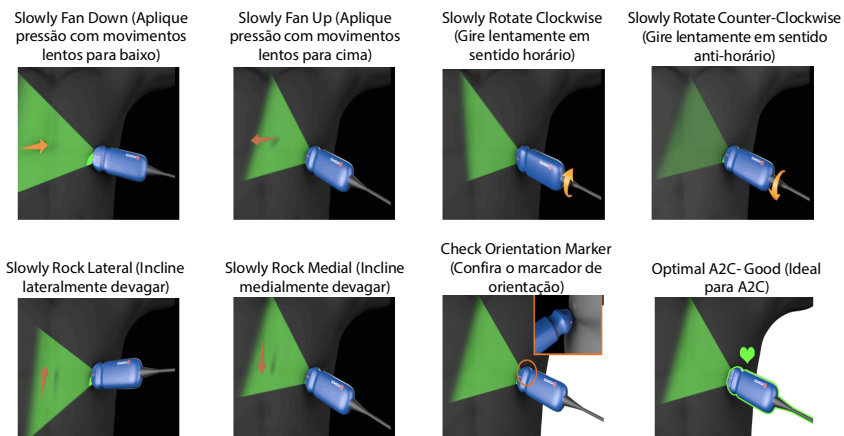 Slowly Fan Down (Aplique
pressão com movimentos
lentos para baixo)
Slowly Fan Up (Aplique
pressão com movimentos
lentos para cima)
Slowly Rotate Clockwise
(Gire lentamente em
sentido horário)
Slowly Rotate Counter-Clockwise
(Gire lentamente em sentido
anti-horário)
Slowly Rock Lateral (Incline
lateralmente devagar)
Slowly Rock Medial (Incline
medialmente devagar)
Check Orientation Marker
(Confira o marcador de
orientação)
Optimal A2C- Good (Ideal
para A2C)